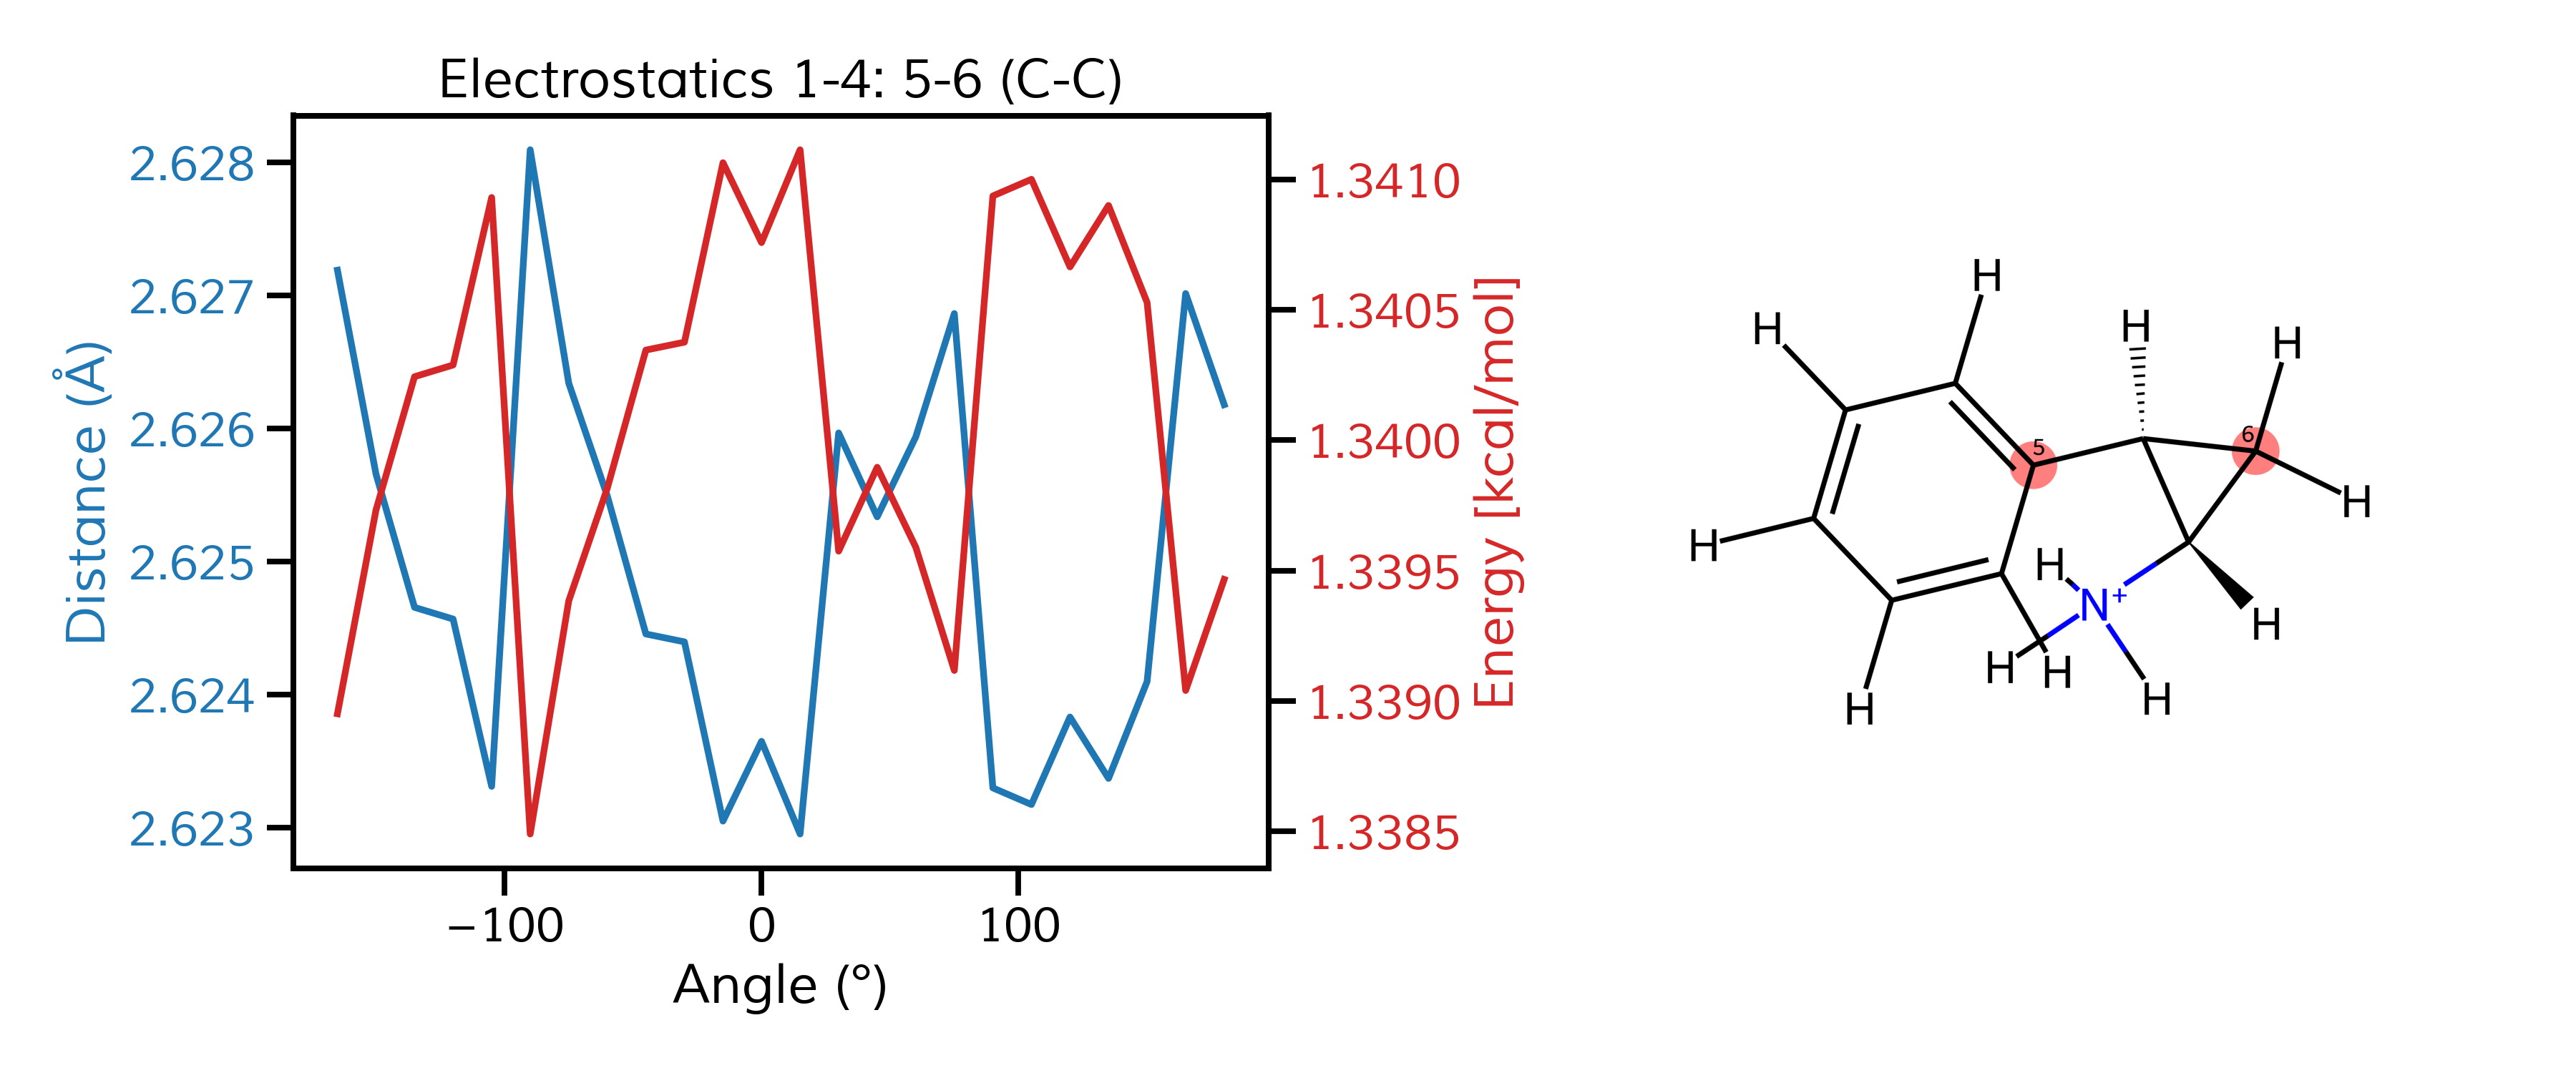 Electrostatics 1-4: 5-6 (C-C)
Distance (Å)
2.628
2.627
2.626
2.625
2.624
2.623
−100
0
100
Angle (°)
1.3410
1.3405
1.3400
1.3395
1.3390
1.3385
Energy [kcal/mol]
H
H
H
H
5
6
H
H
H
N+
H
H
H
H
H